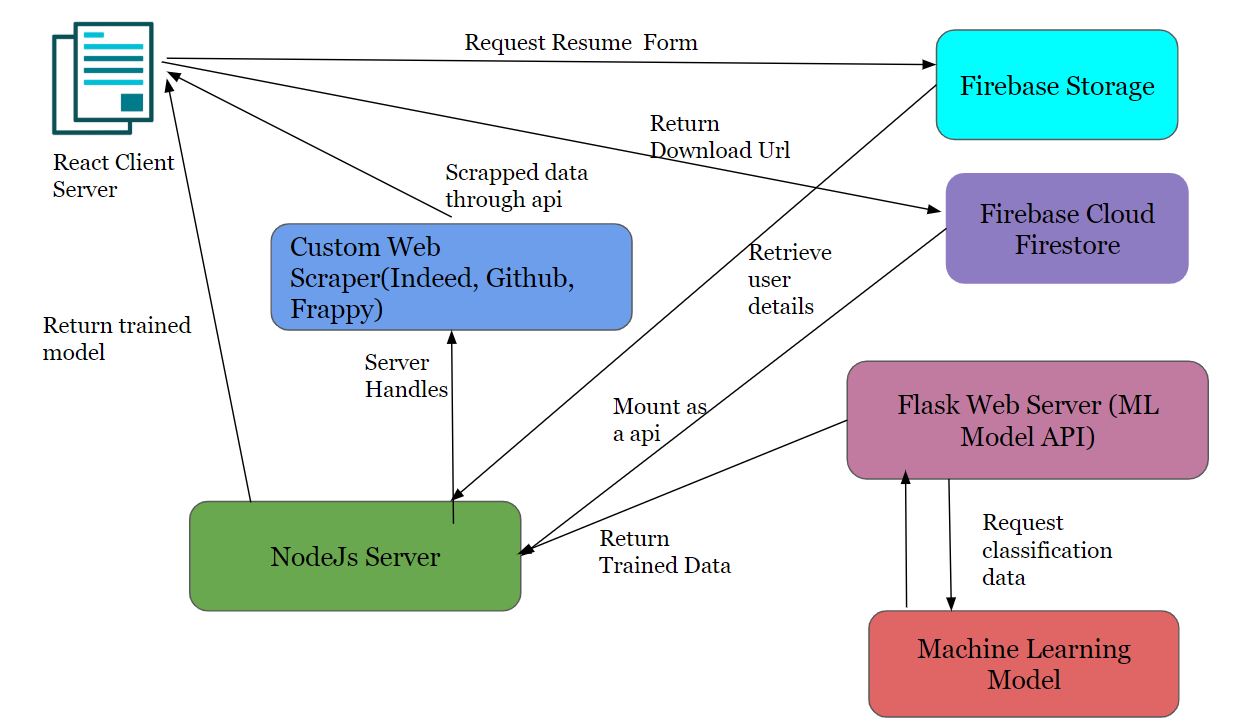 Request Resume  Form
Firebase Storage
Return
Download Url
React Client
Server
Scrapped data
through api
Firebase Cloud
Firestore
Custom Web
Scraper(Indeed, Github,
Frappy)
Retrieve
user
details
Return trained
model
Server
Handles
Mount as
a api
Flask Web Server (ML
Model API)
NodeJs Server
Return
Trained Data
Request
classification
data
Machine Learning
Model